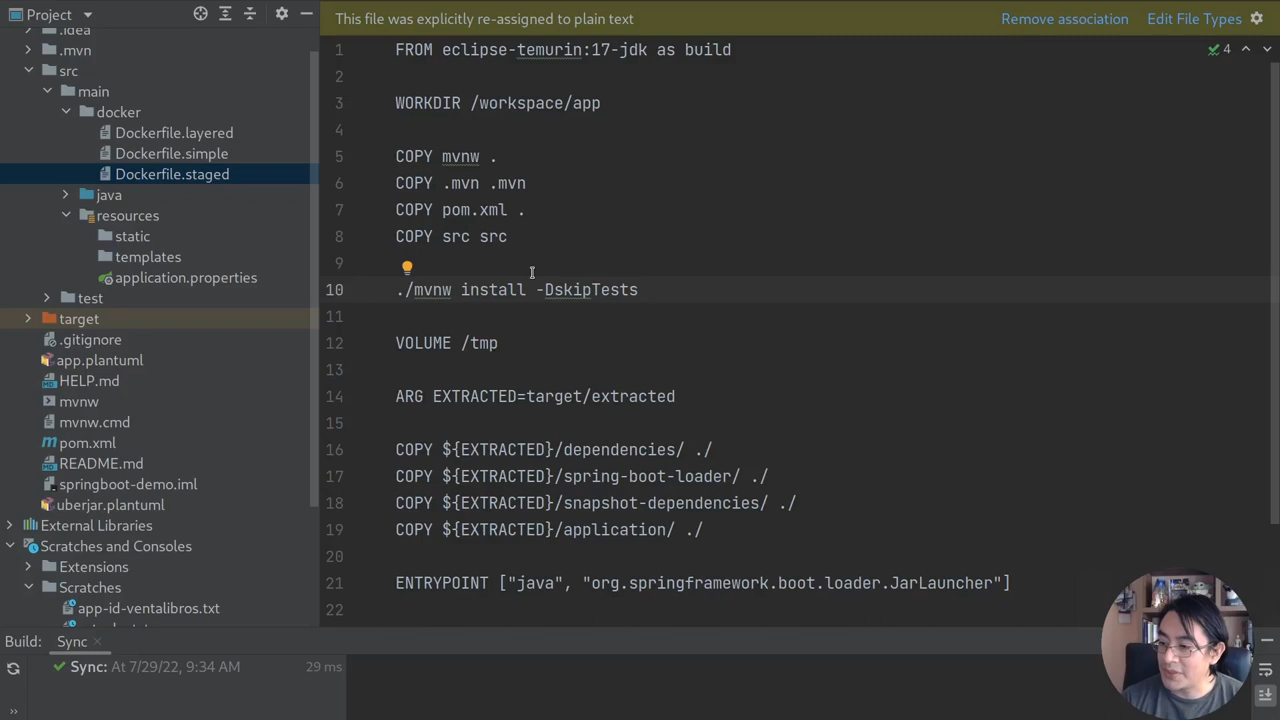 Project
This file was explicitly re-assigned to plain text
Remove association
Edit File Types
.idea
.mvn
src
main
docker
Dockerfile.layered
Dockerfile.simple
Dockerfile.staged
java
resources
static
templates
application.properties
test
target
.gitignore
app.plantuml
HELP.md
mvnw
mvnw.cmd
pom.xml
README.md
springboot-demo.iml
uberjar.plantuml
External Libraries
Scratches and Consoles
Extensions
Scratches
app-id-ventalibros.txt
4
1 FROM eclipse-temurin:17-jdk as build
2
3 WORKDIR /workspace/app
4
5 COPY mvnw .
6 COPY .mvn .mvn
7 COPY pom.xml .
8 COPY src src
9
10 ./mvnw install -DskipTests
11
12 VOLUME /tmp
13
14 ARG EXTRACTED=target/extracted
15
16 COPY ${EXTRACTED}/dependencies/ ./
17 COPY ${EXTRACTED}/spring-boot-loader/ ./
18 COPY ${EXTRACTED}/snapshot-dependencies/ ./
19 COPY ${EXTRACTED}/application/ ./
20
21 ENTRYPOINT ["java", "org.springframework.boot.loader.JarLauncher"]
22
Build: Sync
Sync: At 7/29/22, 9:34 AM 29 ms